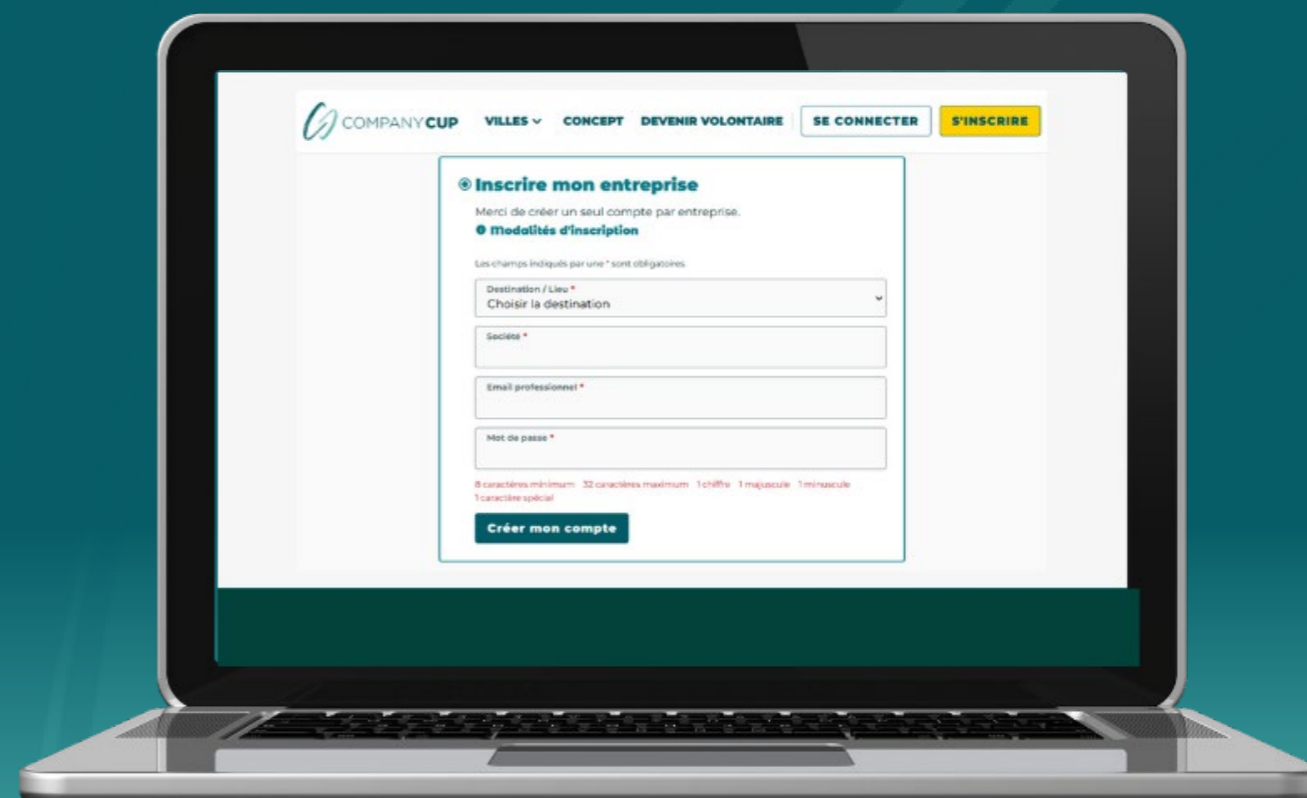 COMPANYCUP VILLES CONCEPT DEVENIR VOLONTAIRE SE CONNECTER S'INSCRIRE
Inscrire mon entreprise
Merci de créer un seul compte par entreprise.
Modalités d'inscription
Les champs indiqués par une * sont obligatoires
Destination / Lieu *
Choisir la destination
Société *
Email professionnel *
Mot de passe *
8 caractères minimum 32 caractères maximum 1 chiffre 1 majuscule 1 minuscule
1 caractère spécial
Créer mon compte